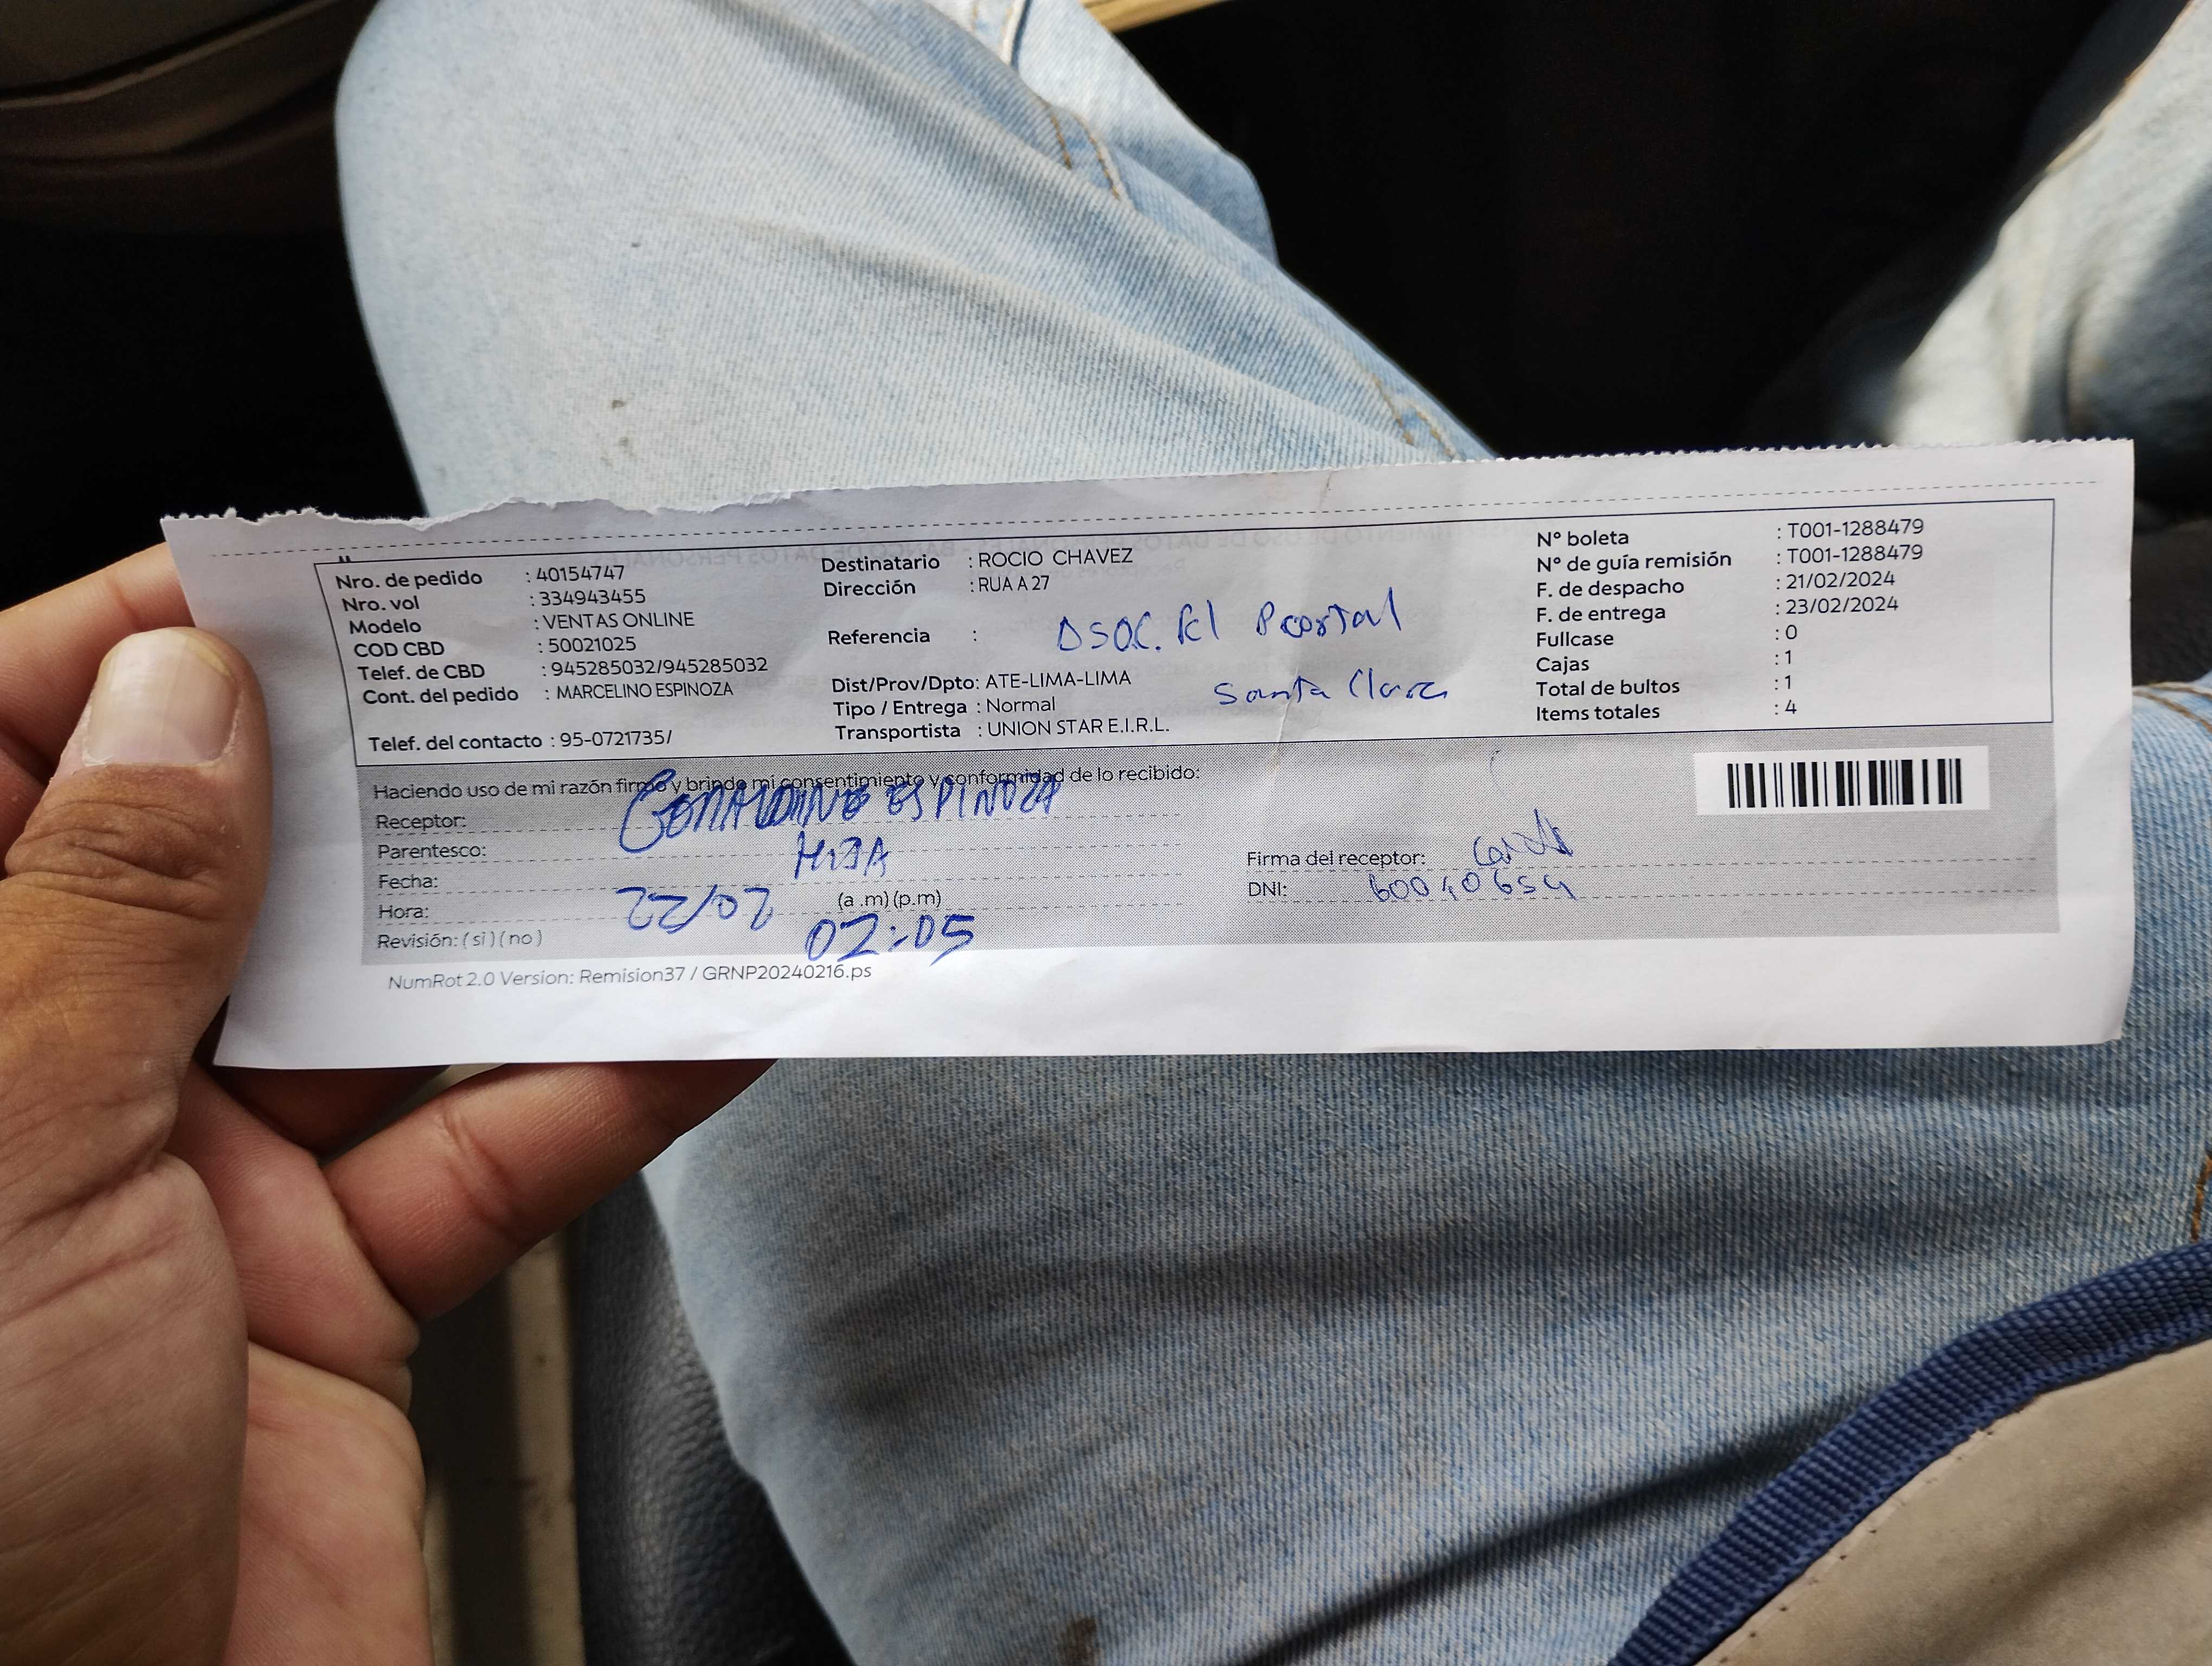 Nro. de pedido : 40154747
Nro. vol : 334943455
Modelo : VENTAS ONLINE
COD CBD : 50021025
Telef. de CBD : 945285032/945285032
Cont. del pedido : MARCELINO ESPINOZA
Telef. del contacto : 95-0721735/
Destinatario : ROCIO CHAVEZ
Dirección : RUA A 27
Referencia :
Dist/Prov/Dpto: ATE-LIMA-LIMA
Santa Clara
Tipo / Entrega : Normal
Transportista : UNION STAR E.I.R.L.
N° boleta : T001-1288479
N° de guía remisión : T001-1288479
F. de despacho : 21/02/2024
F. de entrega : 23/02/2024
Fullcase : 0
Cajas : 1
Total de bultos : 1
Items totales : 4
Haciendo uso de mi razón firmo y brindo mi consentimiento y conformidad de lo recibido:
Receptor: ESPINOZA
Parentesco: HIJA
Fecha: 22/02
Hora: (a .m) (p.m) 02:05
Revisión: ( si ) ( no )
Firma del receptor:
DNI:
NumRot 2.0 Version: Remision37 / GRNP20240216.ps